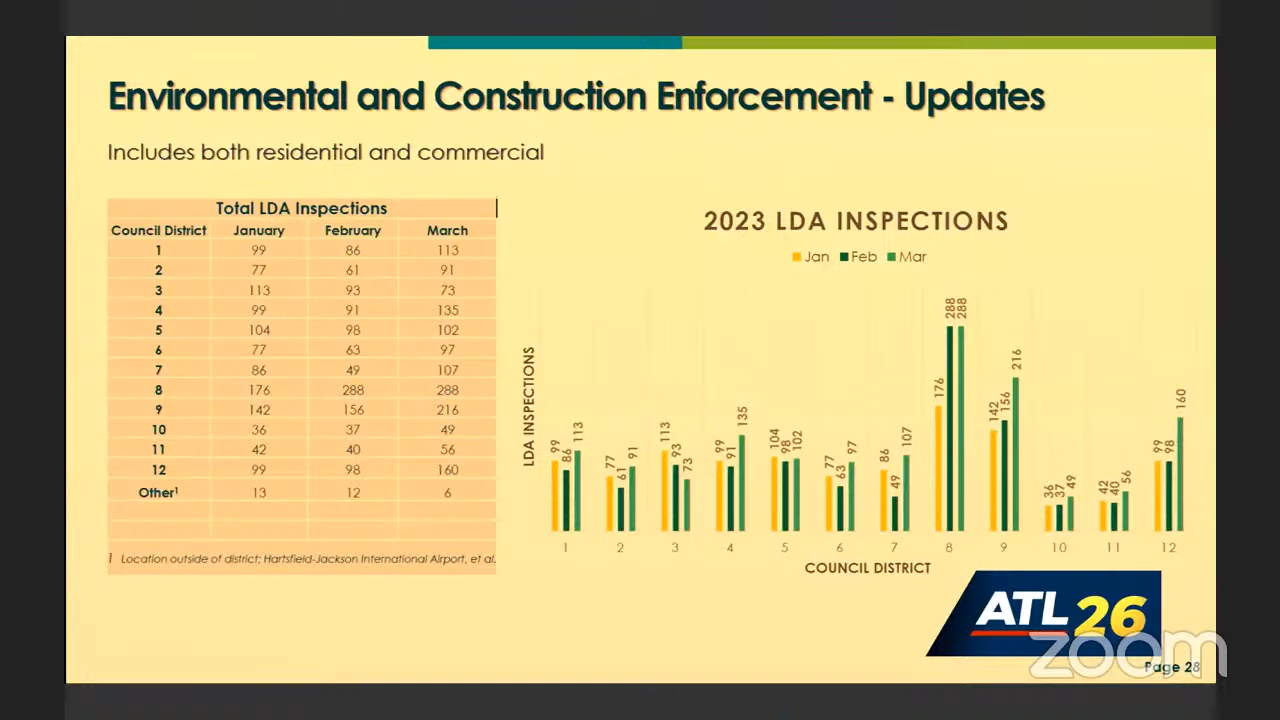 Environmental and Construction Enforcement - Updates
Includes both residential and commercial
Total LDA Inspections
Council District January February March
1 99 86 113
2 77 61 91
3 113 93 73
4 99 91 135
5 104 98 102
6 77 63 97
7 86 49 107
8 176 288 288
9 142 156 216
10 36 37 49
11 42 40 56
12 99 98 160
Other¹ 13 12 6
1 Location outside of district; Hartsfield-Jackson International Airport, et al.
2023 LDA INSPECTIONS
Jan Feb Mar
LDA INSPECTIONS
99 86 113 77 61 91 113 93 73 99 91 135 104 98 102 77 63 97 86 49 107 176 288 288 142 156 216 36 37 49 42 40 56 99 98 160
1 2 3 4 5 6 7 8 9 10 11 12
COUNCIL DISTRICT
ATL 26
zoom
Page 28